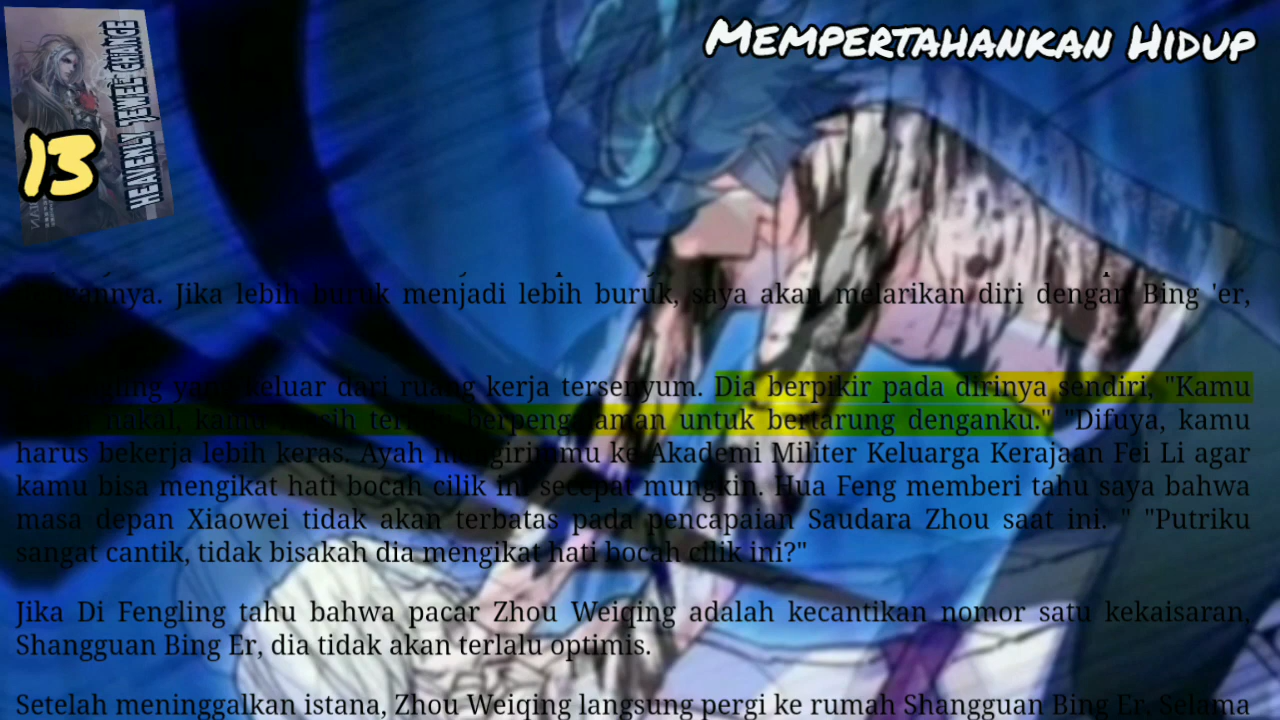 Mempertahankan Hidup
HEAVENLY JEWEL CHANGE
13
Jika lebih buruk menjadi lebih buruk, saya akan melarikan diri dengan Bing 'er,
yang keluar dari ruang kerja tersenyum. Dia berpikir pada dirinya sendiri, "Kamu
nakal, kamu masih untuk bertarung denganku." "Difuya, kamu
harus bekerja lebih keras. Ayah mengirimmu ke Akademi Militer Keluarga Kerajaan Fei Li agar
kamu bisa mengikat hati bocah cilik ini secepat mungkin. Hua Feng memberi tahu saya bahwa
masa depan Xiaowei tidak akan terbatas pada pencapaian Saudara Zhou saat ini. " "Putriku
sangat cantik, tidak bisakah dia mengikat hati bocah cilik ini?"
Jika Di Fengling tahu bahwa pacar Zhou Weiqing adalah kecantikan nomor satu kekaisaran,
Shangguan Bing Er, dia tidak akan terlalu optimis.
Setelah meninggalkan istana, Zhou Weiqing langsung pergi ke rumah Shangguan Bing Er. Selama